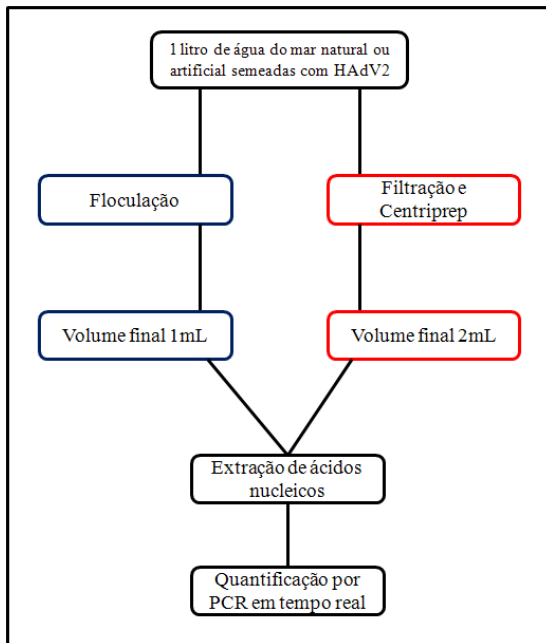 1 litro de água do mar natural ou
artificial semeadas com HAdV2
Floculação
Filtração e
Centriprep
Volume final 1mL
Volume final 2mL
Extração de ácidos
nucleicos
Quantificação por
PCR em tempo real